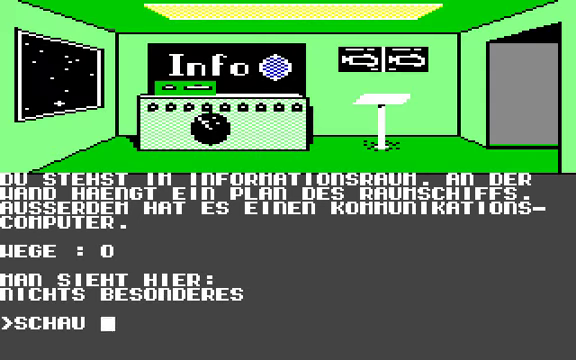 Info
DU STEHST IM INFORMATIONSRAUM. AN DER
WAND HAENGT EIN PLAN DES RAUMSCHIFFS.
AUSSERDEM HAT ES EINEN KOMMUNIKATIONS-
COMPUTER.
WEGE : O
MAN SIEHT HIER:
NICHTS BESONDERES
>SCHAU